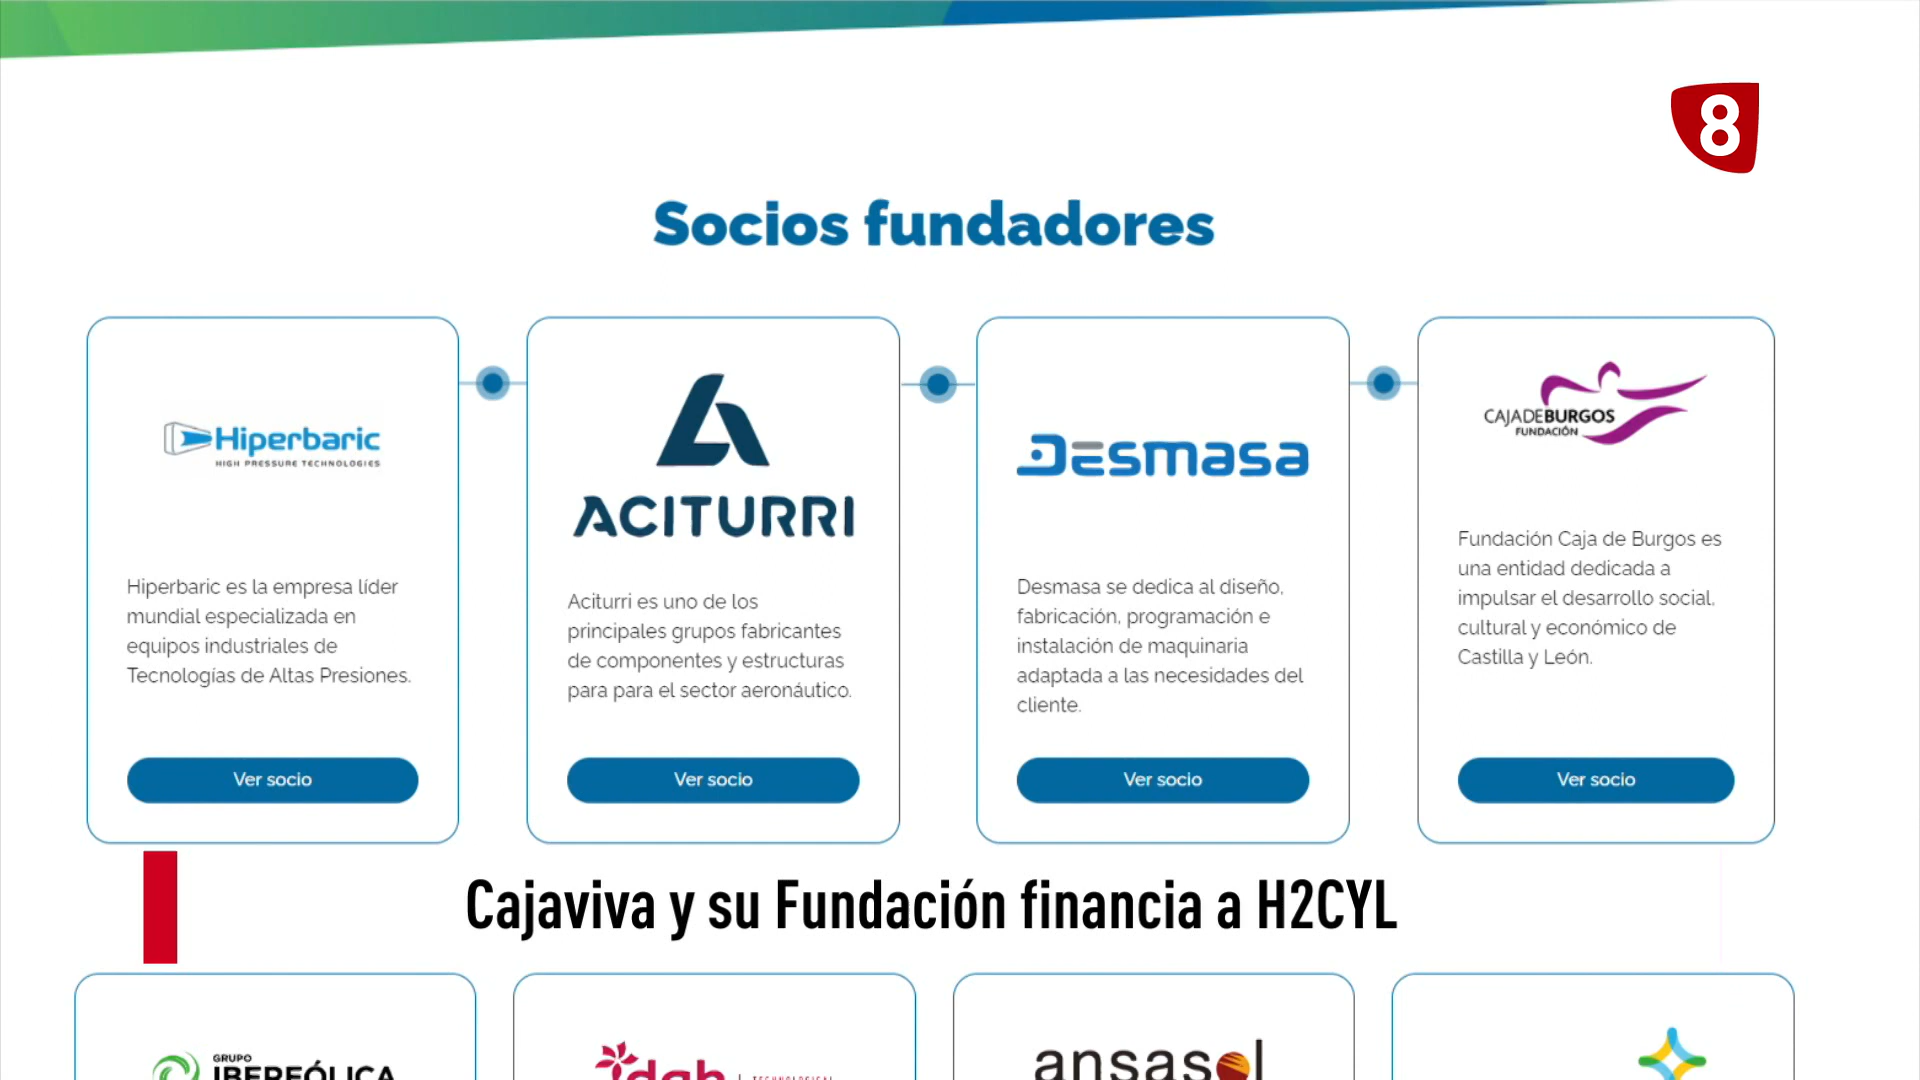 8
Socios fundadores
Hiperbaric
HIGH PRESSURE TECHNOLOGIES
Hiperbaric es la empresa líder
mundial especializada en
equipos industriales de
Tecnologías de Altas Presiones.
Ver socio
ACITURRI
Aciturri es uno de los
principales grupos fabricantes
de componentes y estructuras
para para el sector aeronáutico.
Ver socio
Desmasa
Desmasa se dedica al diseño,
fabricación, programación e
instalación de maquinaria
adaptada a las necesidades del
cliente.
Ver socio
CAJADEBURGOS
FUNDACIÓN
Fundación Caja de Burgos es
una entidad dedicada a
impulsar el desarrollo social,
cultural y económico de
Castilla y León.
Ver socio
Cajaviva y su Fundación financia a H2CYL
GRUPO
IBEREÓLICA
dgh
TECHNOLOGICAL
ansasol